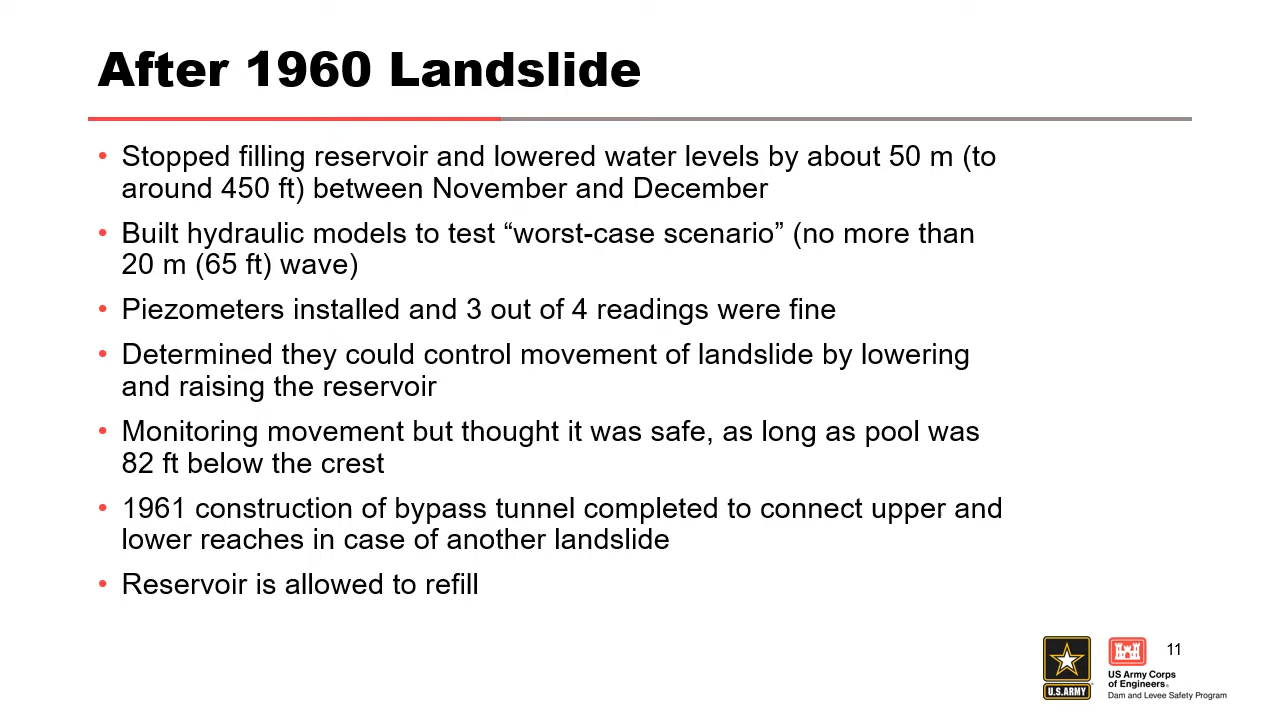 After 1960 Landslide
• Stopped filling reservoir and lowered water levels by about 50 m (to
around 450 ft) between November and December
• Built hydraulic models to test “worst-case scenario” (no more than
20 m (65 ft) wave)
• Piezometers installed and 3 out of 4 readings were fine
• Determined they could control movement of landslide by lowering
and raising the reservoir
• Monitoring movement but thought it was safe, as long as pool was
82 ft below the crest
• 1961 construction of bypass tunnel completed to connect upper and
lower reaches in case of another landslide
• Reservoir is allowed to refill
11
U.S.ARMY
US Army Corps
of Engineers®
Dam and Levee Safety Program